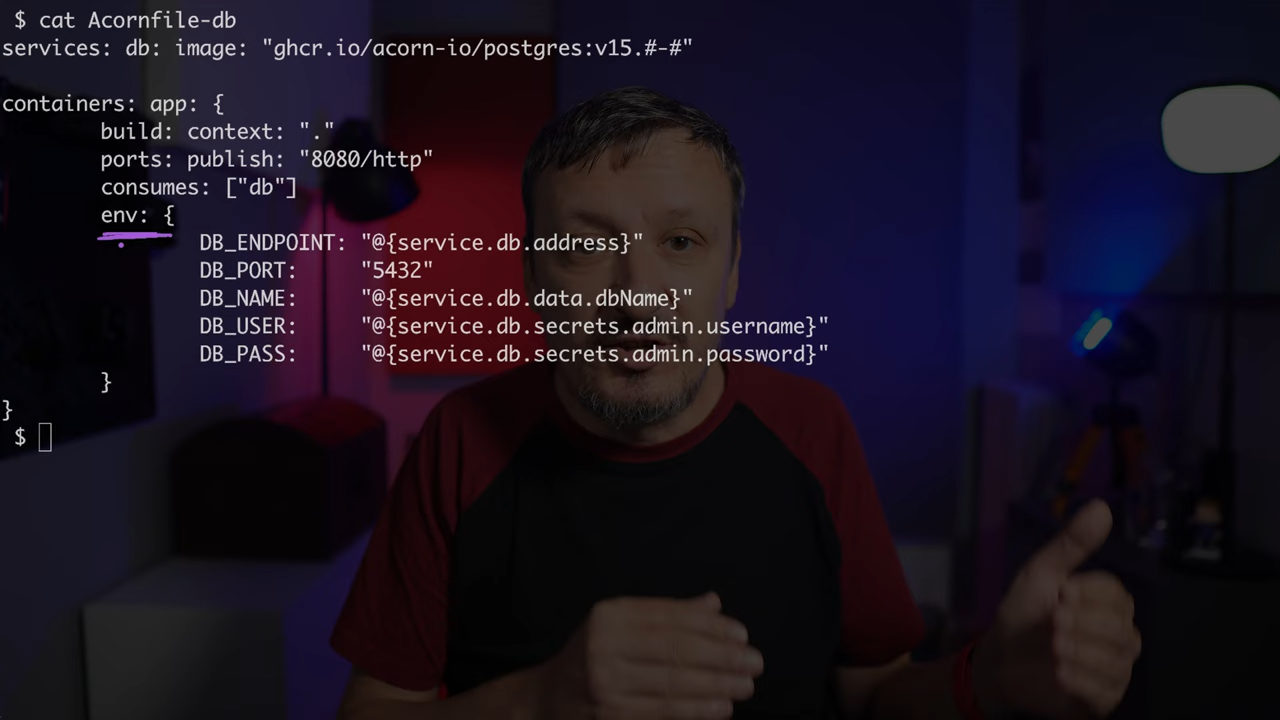 $ cat Acornfile-db
services: db: image: "ghcr.io/acorn-io/postgres:v15.#-#"
containers: app: {
build: context: "."
ports: publish: "8080/http"
consumes: ["db"]
env: {
DB_ENDPOINT: "@{service.db.address}"
DB_PORT: "5432"
DB_NAME: "@{service.db.data.dbName}"
DB_USER: "@{service.db.secrets.admin.username}"
DB_PASS: "@{service.db.secrets.admin.password}"
}
}
$